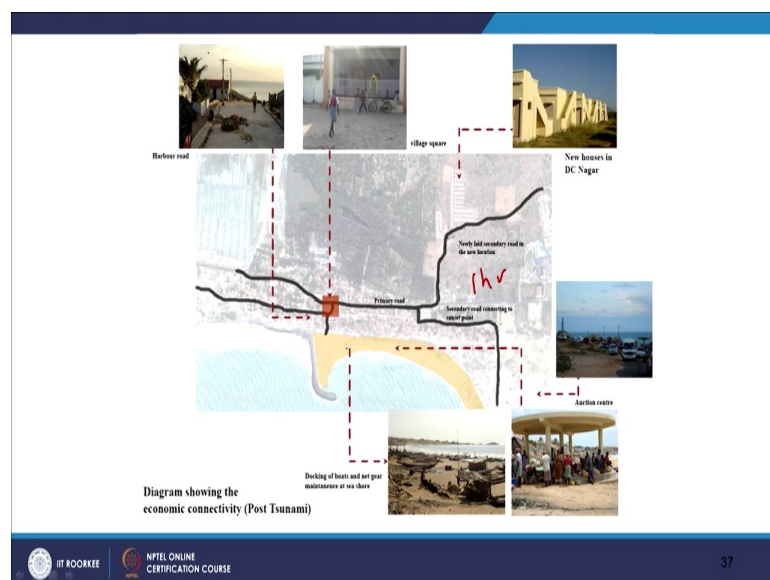 Harbour road
village square
New houses in
DC Nagar
Newly laid secondary road in
the new location
1hr
Primary road
Secondary road connecting to
sunset point
Auction centre
Docking of boats and net gear
maintanence at sea shore
Diagram showing the
economic connectivity (Post Tsunami)
IIT ROORKEE
NPTEL ONLINE
CERTIFICATION COURSE
37